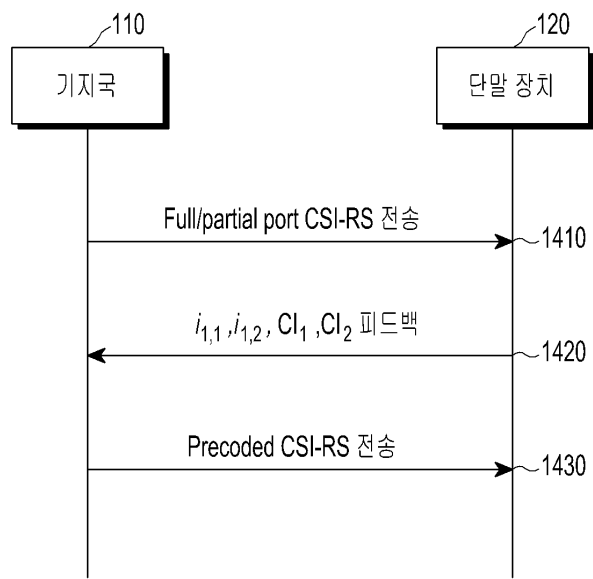 110
120
기지국
단말 장치
Full/partial port CSI-RS 전송
1410
i1,1 ,i1,2 , CI1 ,CI2 피드백
1420
Precoded CSI-RS 전송
1430